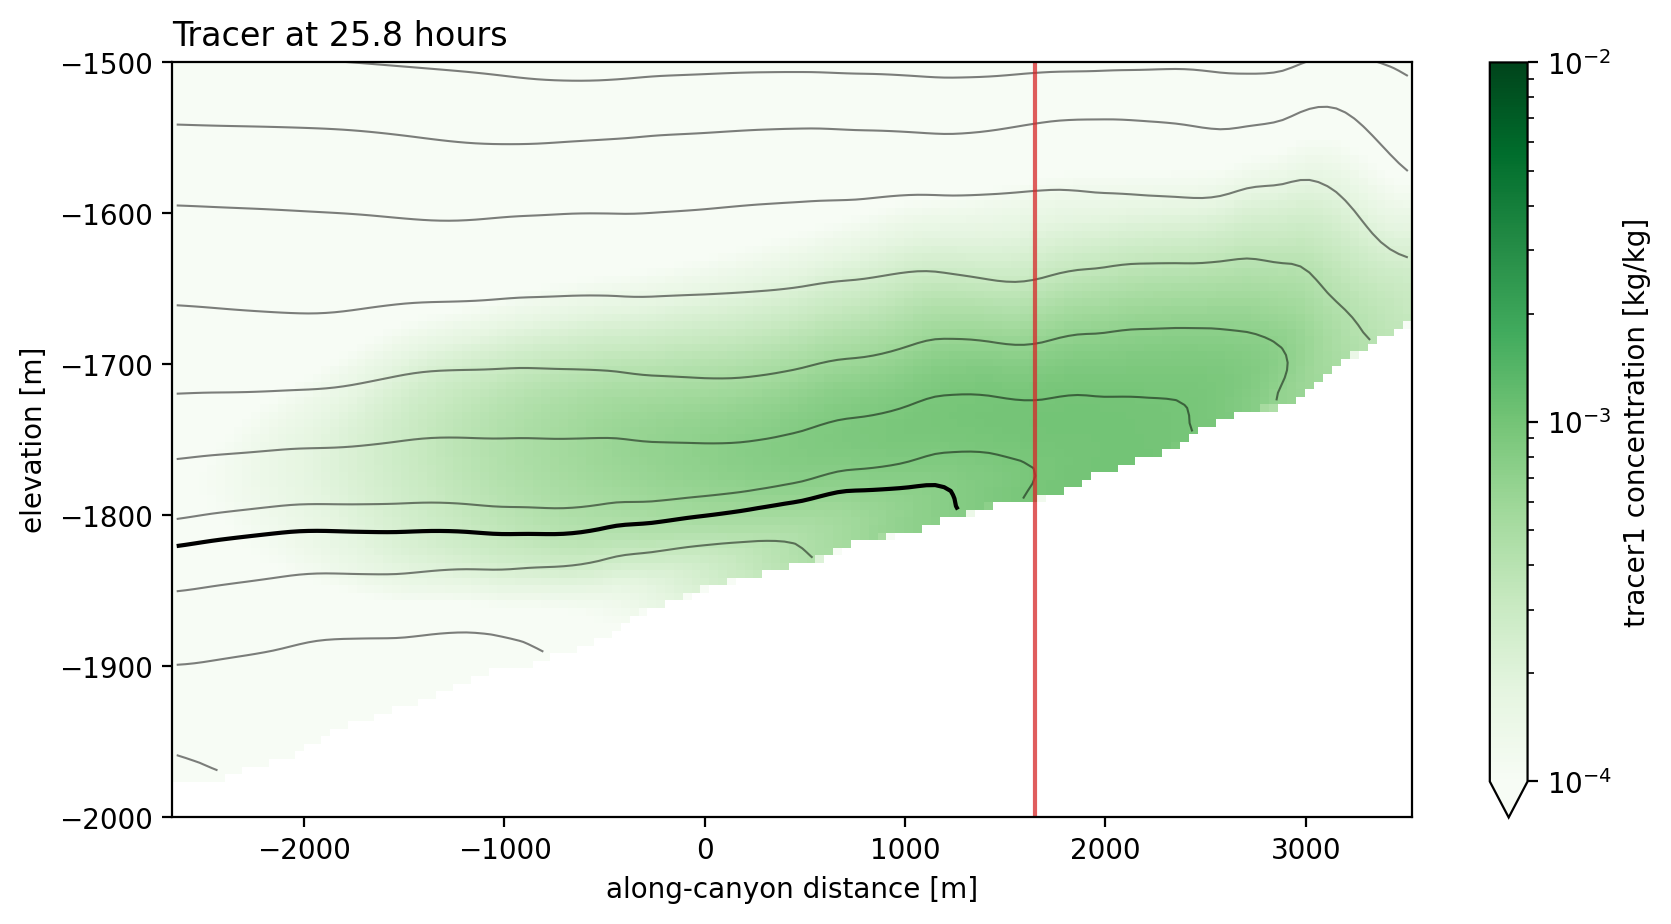 Tracer at 25.8 hours
−1500
−1600
−1700
−1800
−1900
−2000
elevation [m]
−2000 −1000 0 1000 2000 3000
along-canyon distance [m]
10⁻²
10⁻³
10⁻⁴
tracer1 concentration [kg/kg]